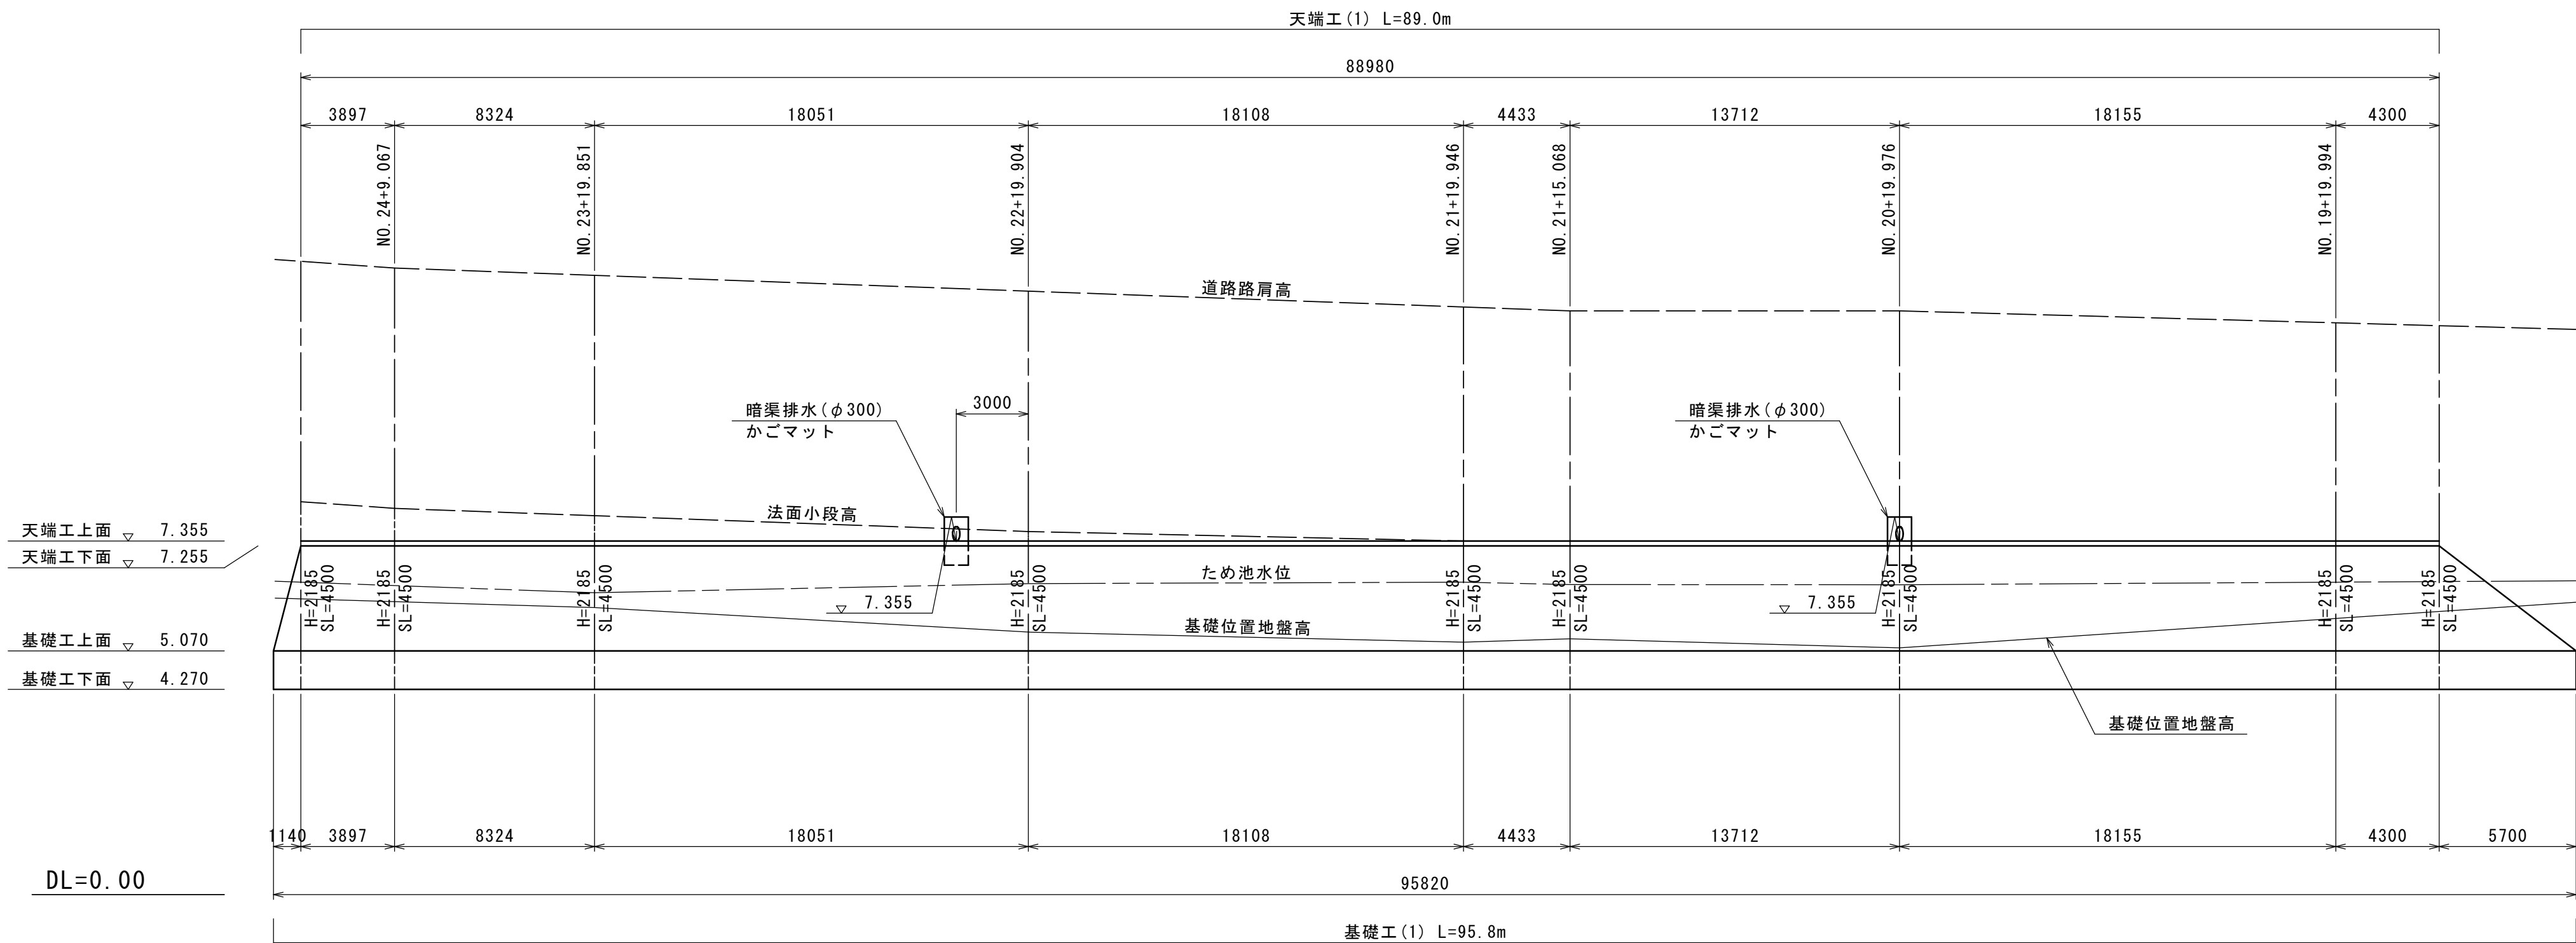 天端工(1) L=89.0m
88980
3897 8324 18051 18108 4433 13712 18155 4300
NO.24+9.067
NO.23+19.851
NO.22+19.904
NO.21+19.946
NO.21+15.068
NO.20+19.976
NO.19+19.994
道路路肩高
3000
暗渠排水(φ300)
かごマット
暗渠排水(φ300)
かごマット
法面小段高
天端工上面 ▽ 7.355
天端工下面 ▽ 7.255
ため池水位
▽ 7.355
▽ 7.355
H=2185
SL=4500
H=2185
SL=4500
H=2185
SL=4500
H=2185
SL=4500
H=2185
SL=4500
H=2185
SL=4500
H=2185
SL=4500
H=2185
SL=4500
H=2185
SL=4500
基礎位置地盤高
基礎工上面 ▽ 5.070
基礎工下面 ▽ 4.270
基礎位置地盤高
1140 3897 8324 18051 18108 4433 13712 18155 4300 5700
DL=0.00
95820
基礎工(1) L=95.8m